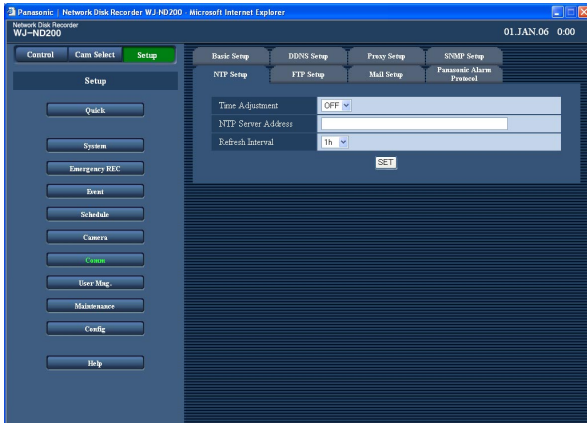 Panasonic | Network Disk Recorder WJ-ND200 - Microsoft Internet Explorer
Network Disk Recorder
WJ-ND200
01.JAN.06 0:00
Control Cam Select Setup
Setup
Quick
System
Emergency REC
Event
Schedule
Camera
Comm
User Mng.
Maintenance
Config
Help
Basic Setup DDNS Setup Proxy Setup SNMP Setup
NTP Setup FTP Setup Mail Setup Panasonic Alarm
Protocol
Time Adjustment OFF
NTP Server Address
Refresh Interval 1h
SET